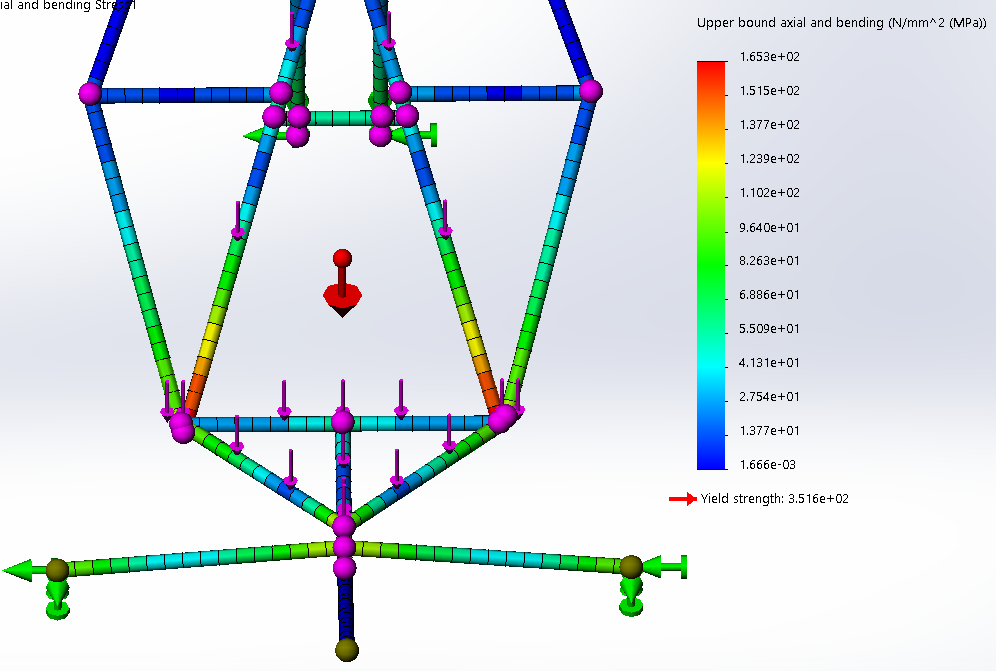 ial and bending Stress1
Upper bound axial and bending (N/mm^2 (MPa))
1.653e+02
1.515e+02
1.377e+02
1.239e+02
1.102e+02
9.640e+01
8.263e+01
6.886e+01
5.509e+01
4.131e+01
2.754e+01
1.377e+01
1.666e-03
Yield strength: 3.516e+02